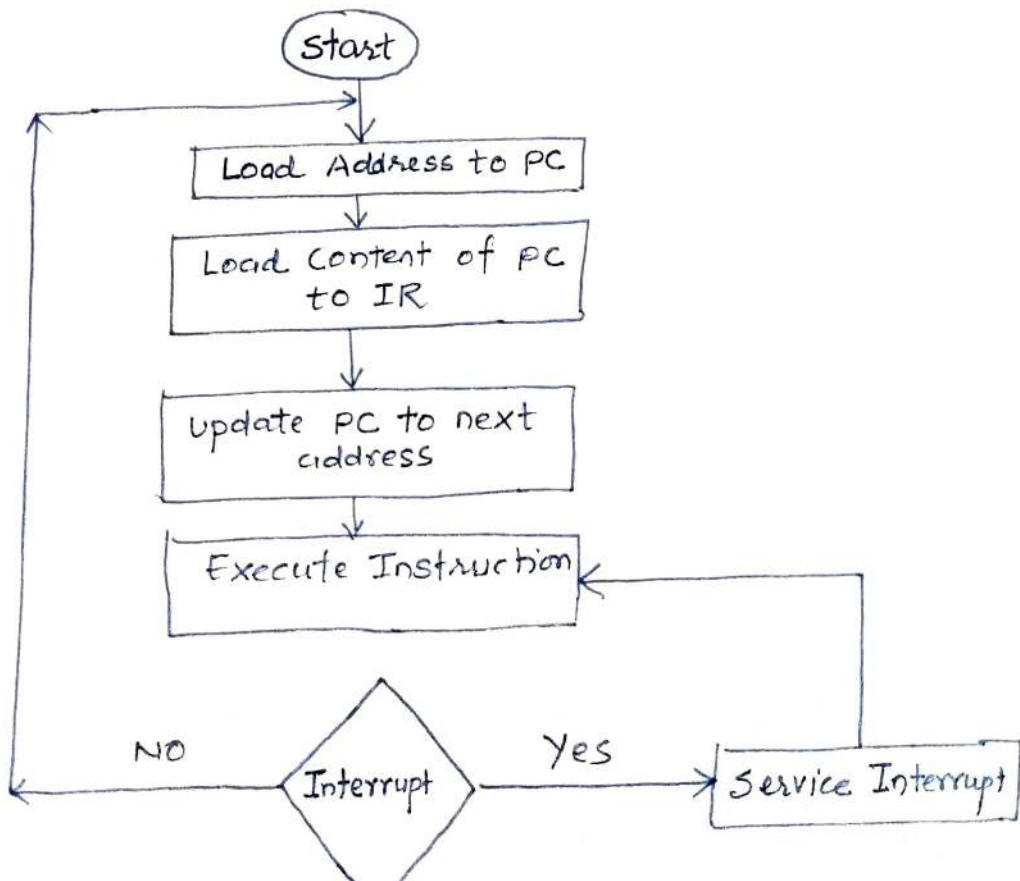 Start
Load Address to PC
Load Content of PC
to IR
update PC to next
address
Execute Instruction
NO
Interrupt
Yes
Service Interrupt